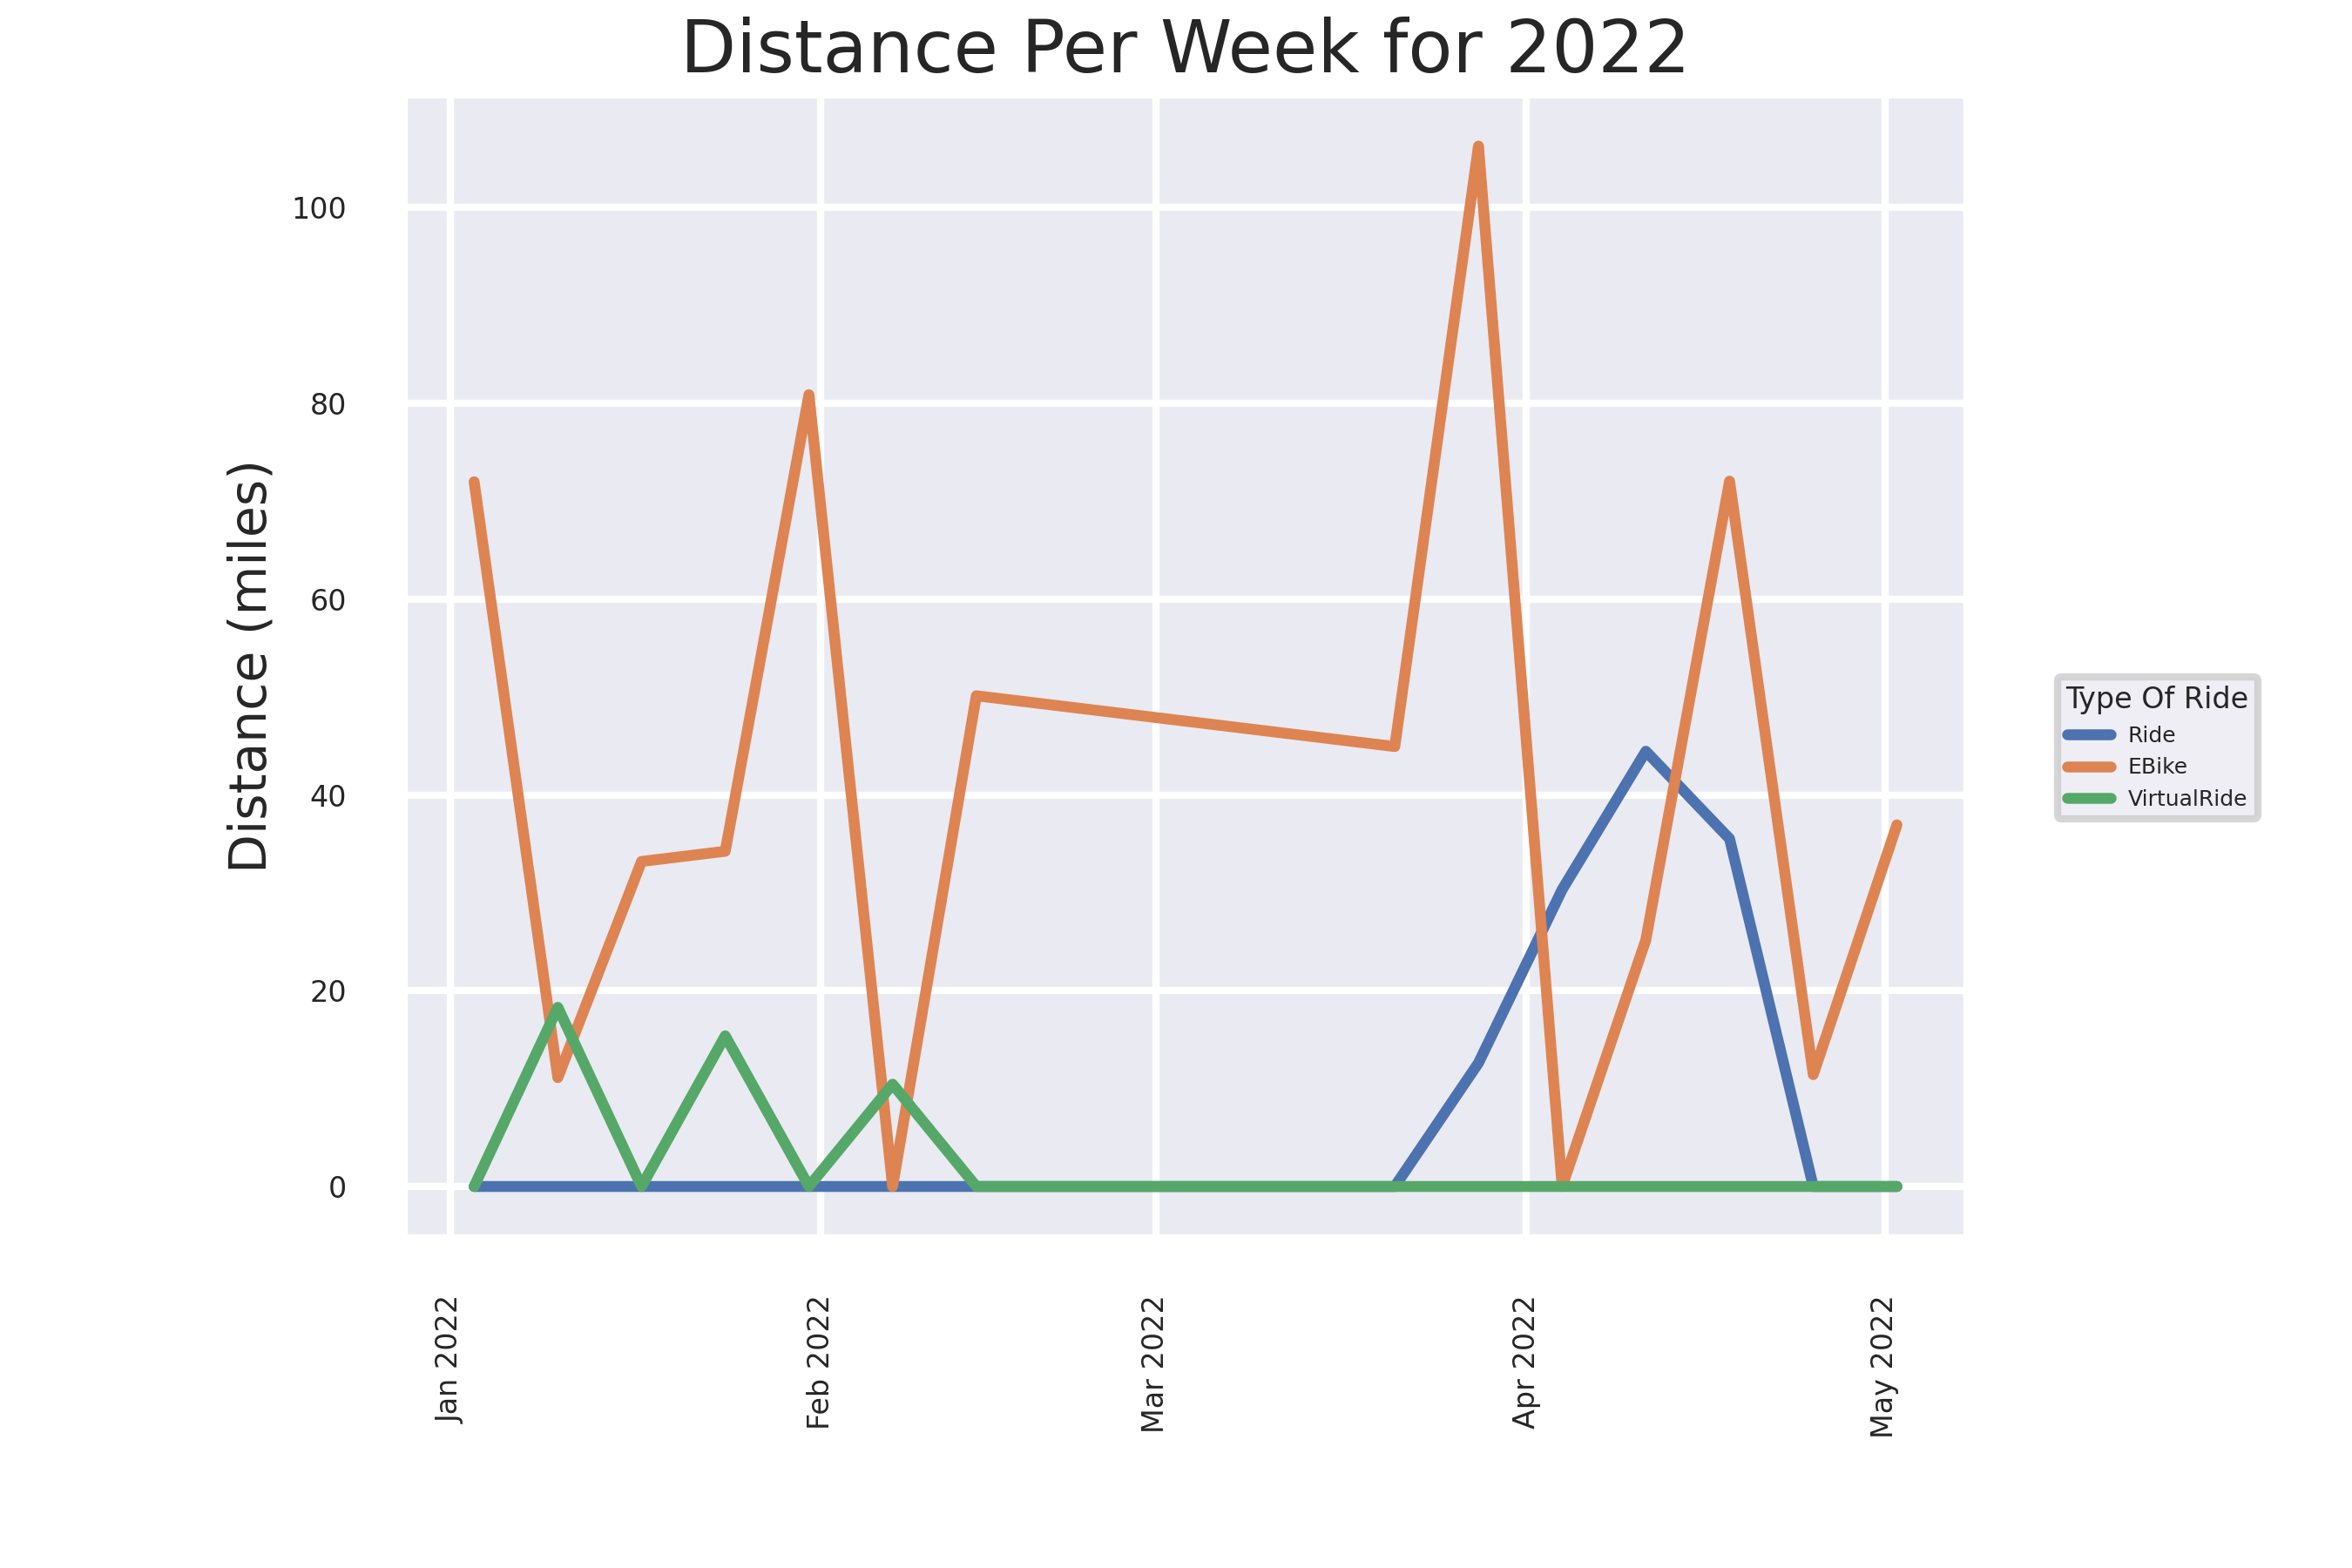 Distance Per Week for 2022
Distance (miles)
100
80
60
40
20
0
Jan 2022
Feb 2022
Mar 2022
Apr 2022
May 2022
Type Of Ride
Ride
EBike
VirtualRide